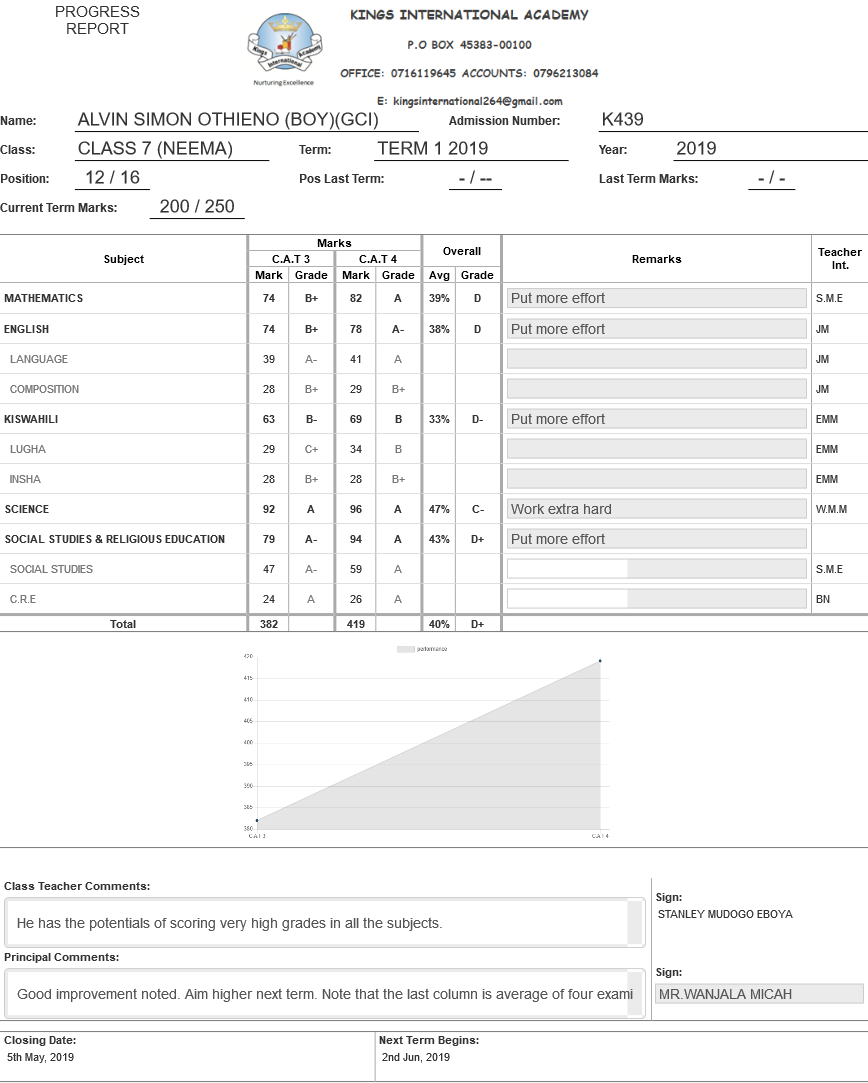 PROGRESS
REPORT
KINGS INTERNATIONAL ACADEMY
P.O BOX 45383-00100
OFFICE: 0716119645 ACCOUNTS: 0796213084
E: kingsinternational264@gmail.com
Kings International Academy
Nurturing Excellence
Name: ALVIN SIMON OTHIENO (BOY)(GCI) Admission Number: K439
Class: CLASS 7 (NEEMA) Term: TERM 1 2019 Year: 2019
Position: 12 / 16 Pos Last Term: - / -- Last Term Marks: - / -
Current Term Marks: 200 / 250
Subject Marks Overall Remarks Teacher Int.
C.A.T 3 C.A.T 4
Mark Grade Mark Grade Avg Grade
MATHEMATICS 74 B+ 82 A 39% D Put more effort S.M.E
ENGLISH 74 B+ 78 A- 38% D Put more effort JM
LANGUAGE 39 A- 41 A JM
COMPOSITION 28 B+ 29 B+ JM
KISWAHILI 63 B- 69 B 33% D- Put more effort EMM
LUGHA 29 C+ 34 B EMM
INSHA 28 B+ 28 B+ EMM
SCIENCE 92 A 96 A 47% C- Work extra hard W.M.M
SOCIAL STUDIES & RELIGIOUS EDUCATION 79 A- 94 A 43% D+ Put more effort
SOCIAL STUDIES 47 A- 59 A S.M.E
C.R.E 24 A 26 A BN
Total 382 419 40% D+
performance
420
415
410
405
400
395
390
385
380
C.A.T 3 C.A.T 4
Class Teacher Comments:
He has the potentials of scoring very high grades in all the subjects.
Sign:
STANLEY MUDOGO EBOYA
Principal Comments:
Good improvement noted. Aim higher next term. Note that the last column is average of four exami
Sign:
MR.WANJALA MICAH
Closing Date: Next Term Begins:
5th May, 2019 2nd Jun, 2019